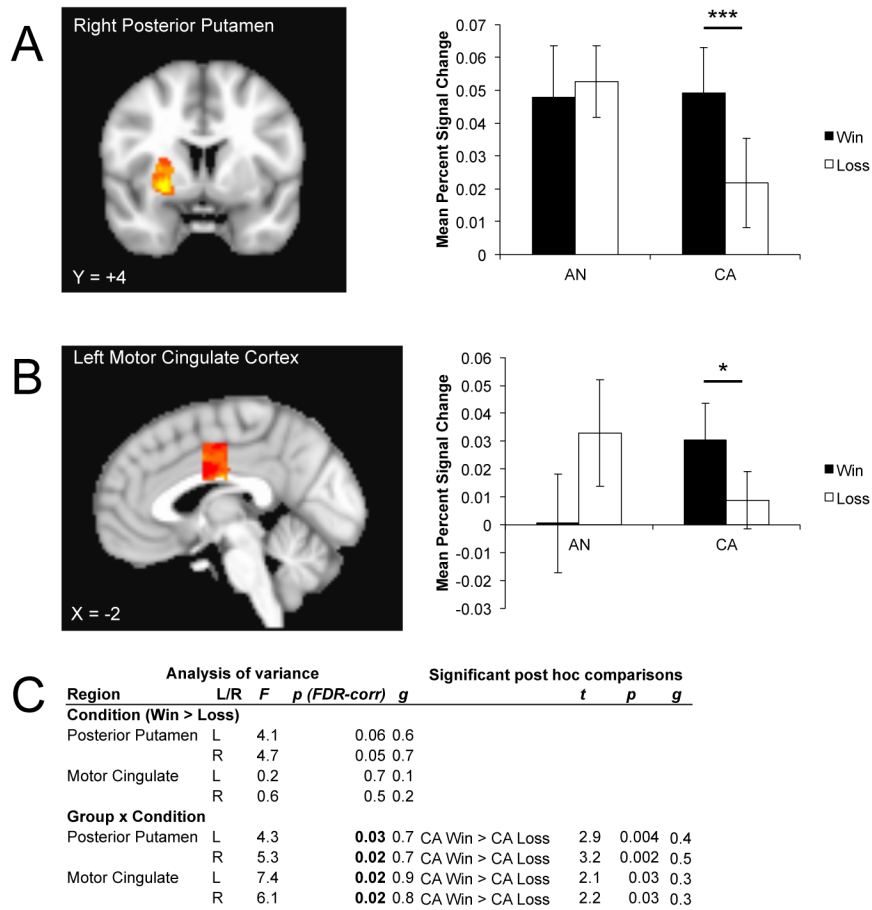 A
Right Posterior Putamen
Y = +4
Mean Percent Signal Change
0.07
0.06
0.05
0.04
0.03
0.02
0.01
0
***
AN
CA
Win
Loss
B
Left Motor Cingulate Cortex
X = -2
Mean Percent Signal Change
0.06
0.05
0.04
0.03
0.02
0.01
0
-0.01
-0.02
-0.03
*
AN
CA
Win
Loss
C
Analysis of variance Significant post hoc comparisons
Region L/R F p (FDR-corr) g t p g
Condition (Win > Loss)
Posterior Putamen L 4.1 0.06 0.6
R 4.7 0.05 0.7
Motor Cingulate L 0.2 0.7 0.1
R 0.6 0.5 0.2
Group x Condition
Posterior Putamen L 4.3 0.03 0.7 CA Win > CA Loss 2.9 0.004 0.4
R 5.3 0.02 0.7 CA Win > CA Loss 3.2 0.002 0.5
Motor Cingulate L 7.4 0.02 0.9 CA Win > CA Loss 2.1 0.03 0.3
R 6.1 0.02 0.8 CA Win > CA Loss 2.2 0.03 0.3